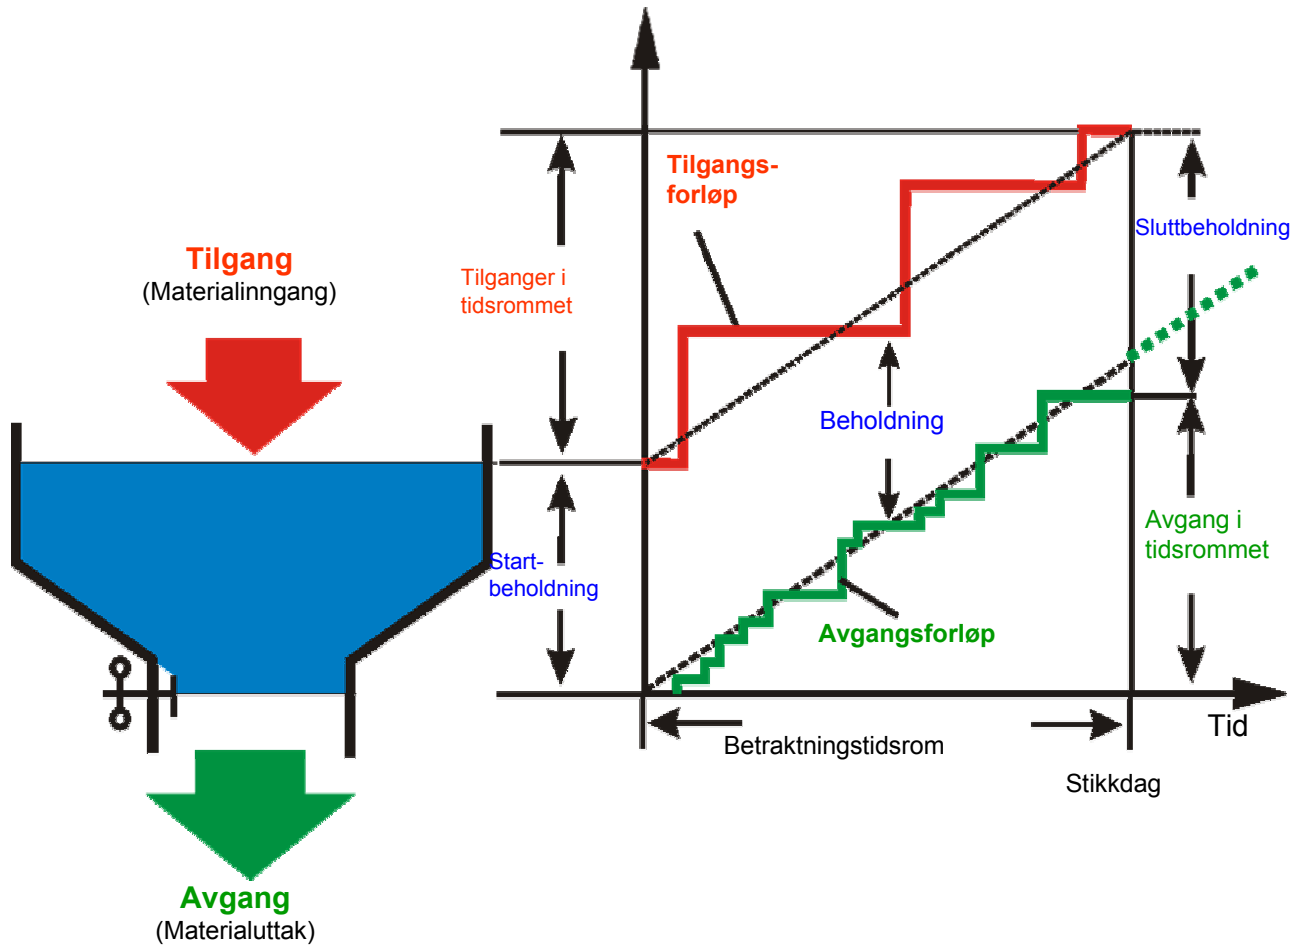 Tilgang
(Materialinngang)
Avgang
(Materialuttak)
Tilganger i
tidsrommet
Start-
beholdning
Tilgangs-
forløp
Beholdning
Avgangsforløp
Sluttbeholdning
Avgang i
tidsrommet
Betraktningstidsrom
Tid
Stikkdag